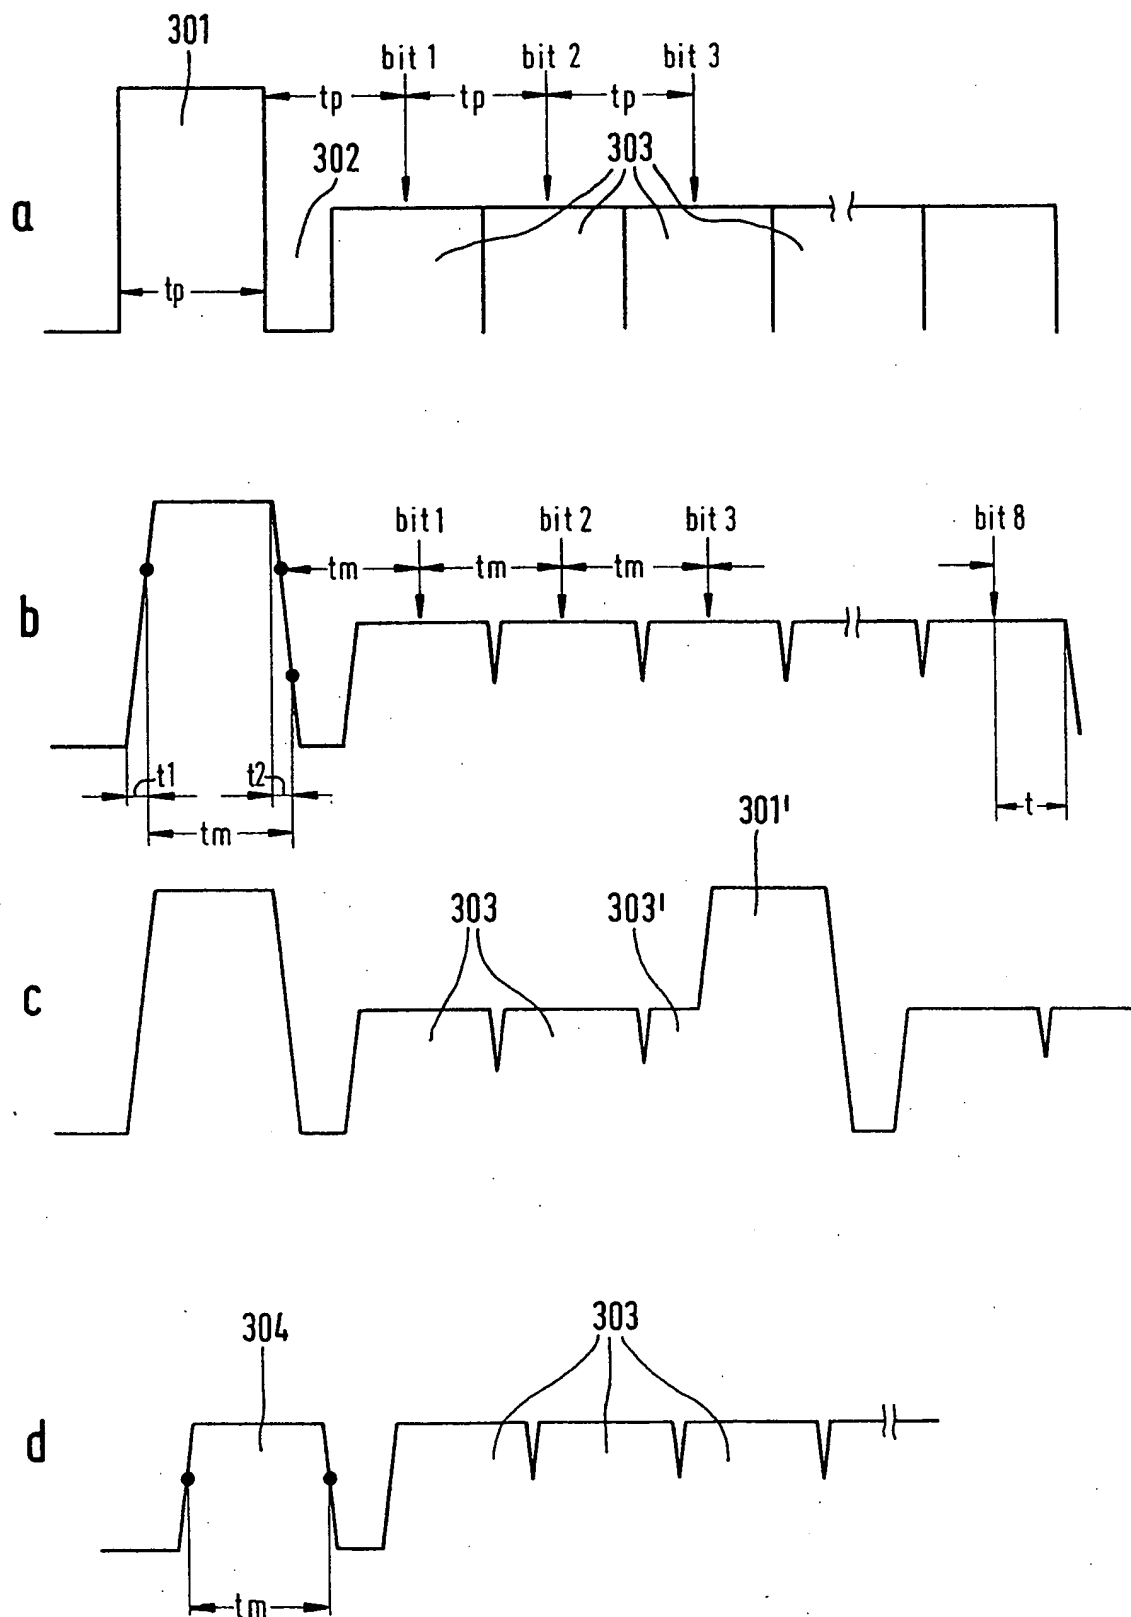 301
bit 1 bit 2 bit 3
tp tp tp
302 303
a
tp
bit 1 bit 2 bit 3 bit 8
tm tm tm
b
t1 t2 t
tm
301'
303 303'
c
304 303
d
tm